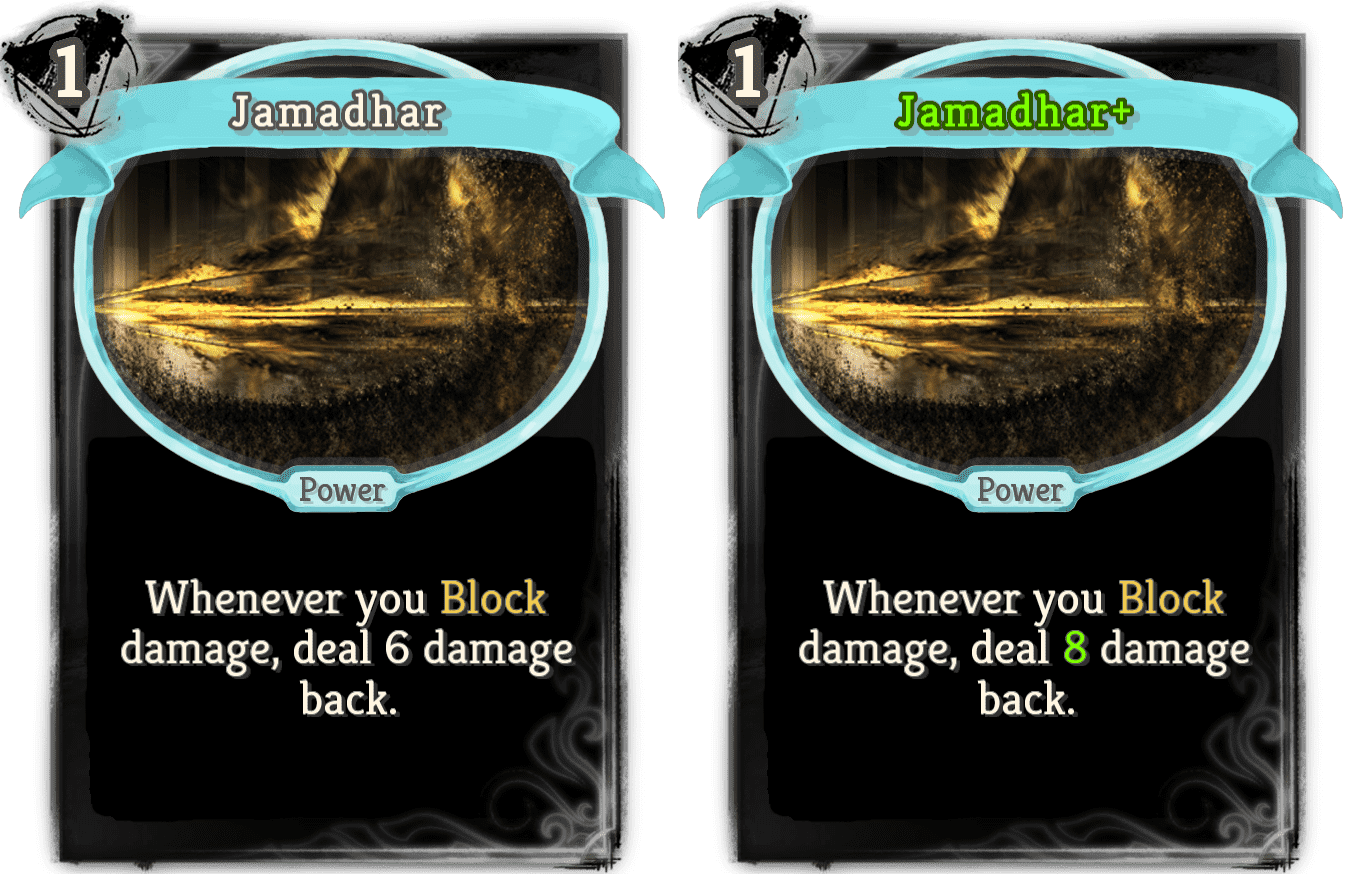 1
Jamadhar
Power
Whenever you Block
damage, deal 6 damage
back.
1
Jamadhar+
Power
Whenever you Block
damage, deal 8 damage
back.